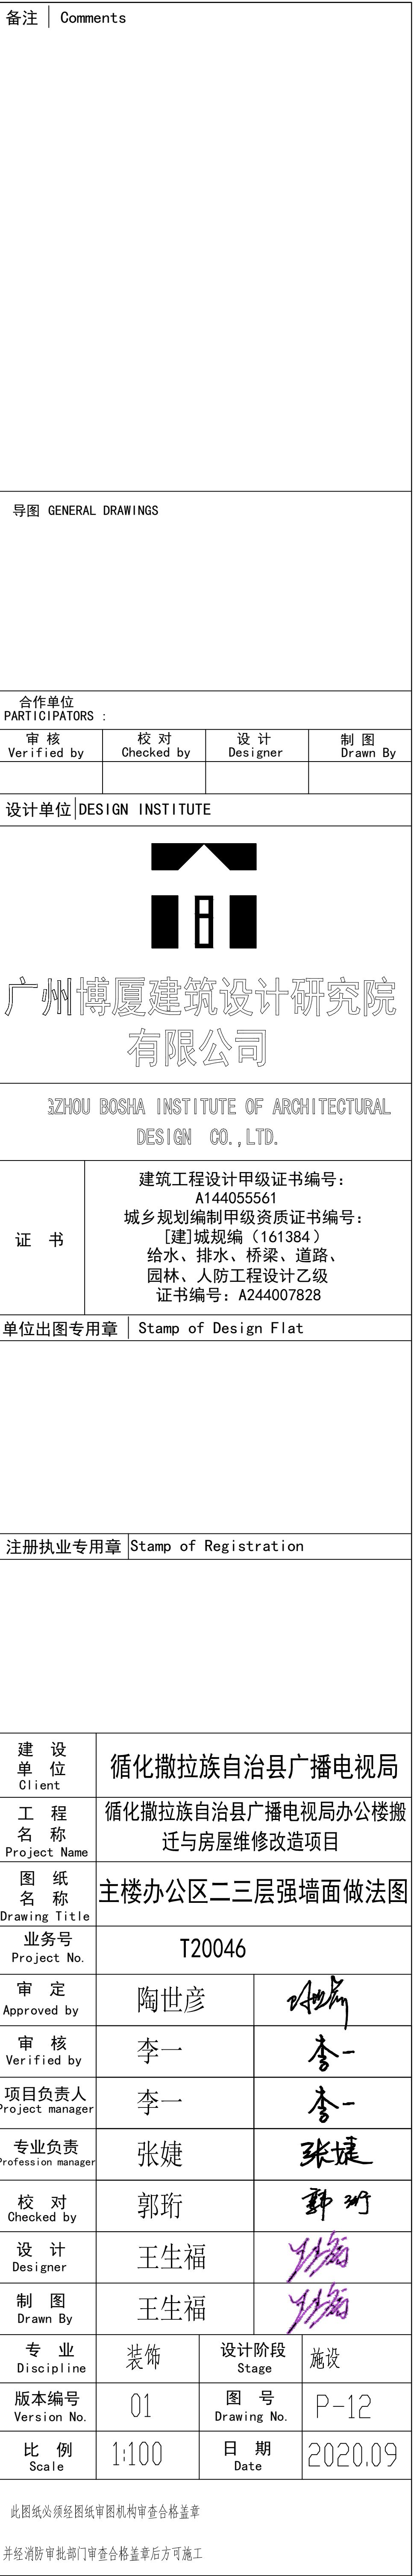 备注 Comments
导图 GENERAL DRAWINGS
合作单位
PARTICIPATORS :
审 核 校 对 设 计 制 图
Verified by Checked by Designer Drawn By
设计单位 DESIGN INSTITUTE
广州博厦建筑设计研究院
有限公司
GZHOU BOSHA INSTITUTE OF ARCHITECTURAL
DESIGN CO.,LTD.
证 书
建筑工程设计甲级证书编号:
A144055561
城乡规划编制甲级资质证书编号:
[建]城规编（161384）
给水、排水、桥梁、道路、
园林、人防工程设计乙级
证书编号: A244007828
单位出图专用章 Stamp of Design Flat
注册执业专用章 Stamp of Registration
建 设
单 位
Client
循化撒拉族自治县广播电视局
工 程
名 称
Project Name
循化撒拉族自治县广播电视局办公楼搬
迁与房屋维修改造项目
图 纸
名 称
Drawing Title
主楼办公区二三层强墙面做法图
业务号
Project No.
T20046
审 定
Approved by
陶世彦
审 核
Verified by
李一 李一
项目负责人
Project manager
李一 李一
专业负责
Profession manager
张婕 张婕
校 对
Checked by
郭珩 郭珩
设 计
Designer
王生福
制 图
Drawn By
王生福
专 业
Discipline
装饰
设计阶段
Stage
施设
版本编号
Version No.
01
图 号
Drawing No.
P-12
比 例
Scale
1:100
日 期
Date
2020.09
此图纸必须经图纸审图机构审查合格盖章
并经消防审批部门审查合格盖章后方可施工